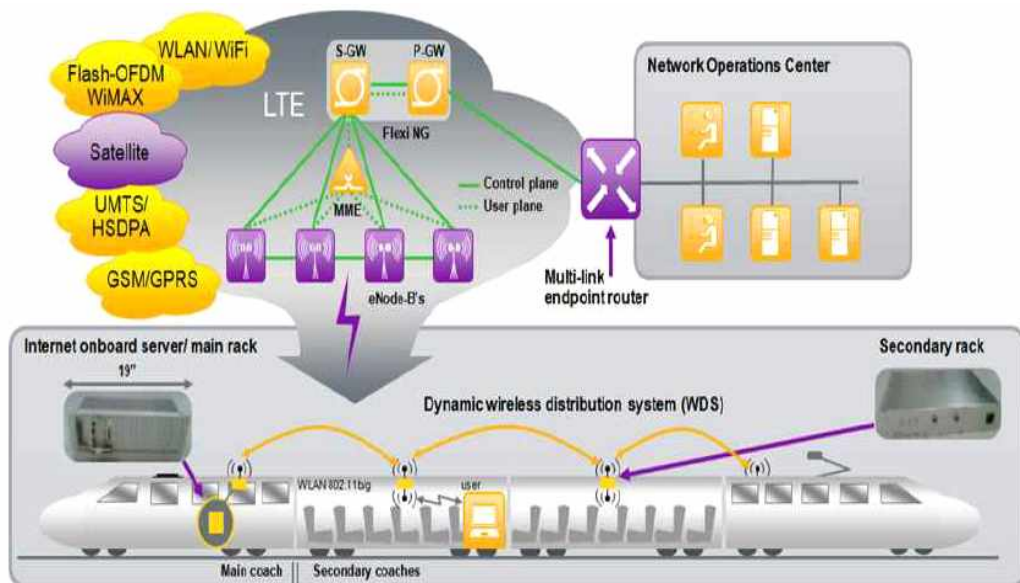 WLAN/WiFi
Flash-OFDM
WiMAX
Satellite
UMTS/
HSDPA
GSM/GPRS
LTE
S-GW
P-GW
Flexi NG
MME
Control plane
User plane
eNode-B's
Network Operations Center
Multi-link
endpoint router
Internet onboard server/ main rack
19"
Secondary rack
Dynamic wireless distribution system (WDS)
WLAN 802.11b/g
user
Main coach
Secondary coaches